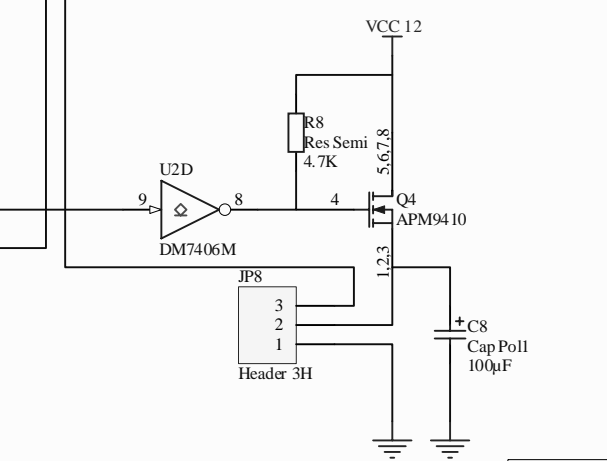 VCC 12
R8
Res Semi
4.7K
5,6,7,8
U2D
9
8
4
Q4
APM9410
DM7406M
1,2,3
JP8
3
2
1
Header 3H
+
C8
Cap Poll
100µF